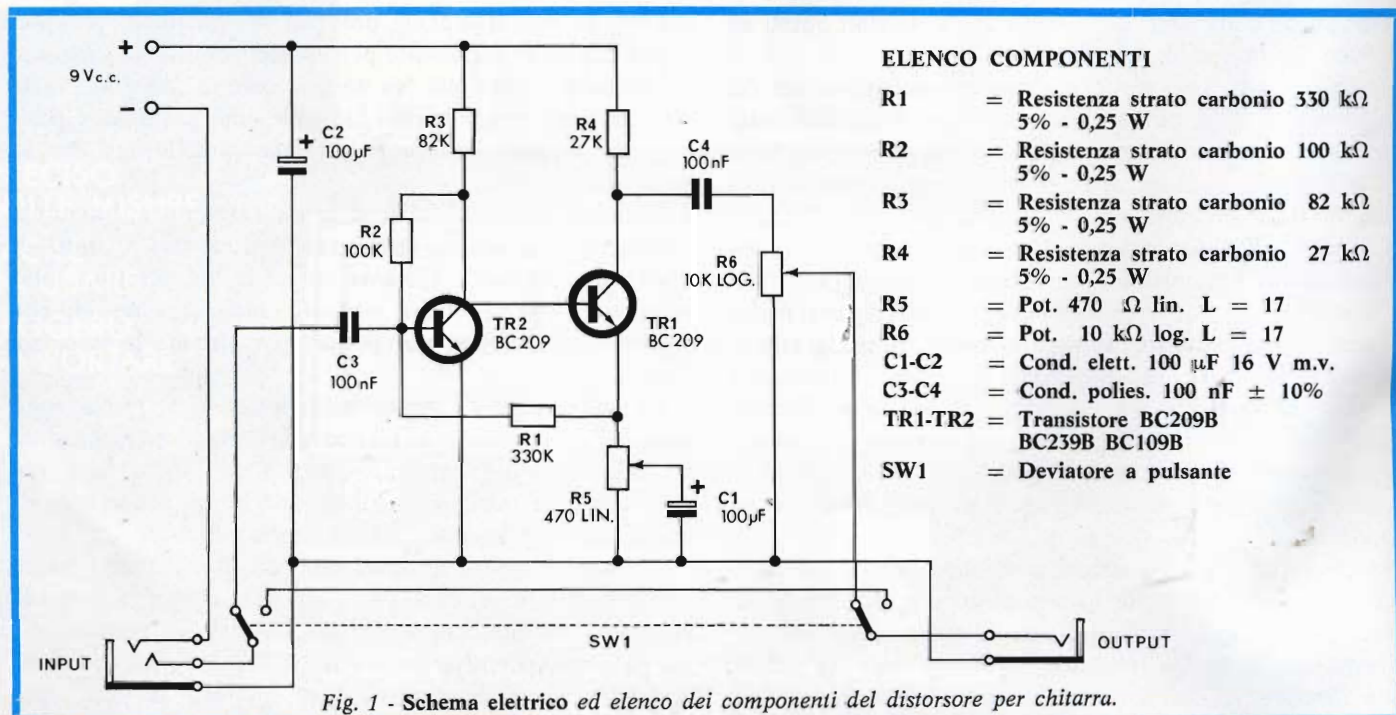 +
9 Vc.c.
−
C2
100µF
R3
82K
R4
27K
C4
100nF
R2
100K
R6
10K LOG.
TR2
BC209
TR1
BC209
C3
100nF
R1
330K
R5
470 LIN.
C1
100µF
+
+
SW1
INPUT
OUTPUT
ELENCO COMPONENTI
R1 = Resistenza strato carbonio 330 kΩ
5% - 0,25 W
R2 = Resistenza strato carbonio 100 kΩ
5% - 0,25 W
R3 = Resistenza strato carbonio 82 kΩ
5% - 0,25 W
R4 = Resistenza strato carbonio 27 kΩ
5% - 0,25 W
R5 = Pot. 470 Ω lin. L = 17
R6 = Pot. 10 kΩ log. L = 17
C1-C2 = Cond. elett. 100 µF 16 V m.v.
C3-C4 = Cond. polies. 100 nF ± 10%
TR1-TR2 = Transistore BC209B
BC239B BC109B
SW1 = Deviatore a pulsante
Fig. 1 - Schema elettrico ed elenco dei componenti del distorsore per chitarra.